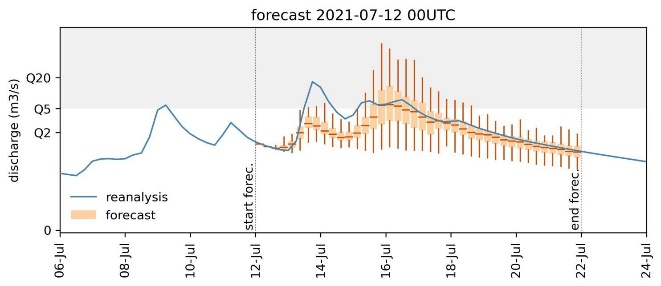 forecast 2021-07-12 00UTC
discharge (m3/s)
Q20
Q5
Q2
0
reanalysis
forecast
start forec.
end forec.
06-Jul
08-Jul
10-Jul
12-Jul
14-Jul
16-Jul
18-Jul
20-Jul
22-Jul
24-Jul